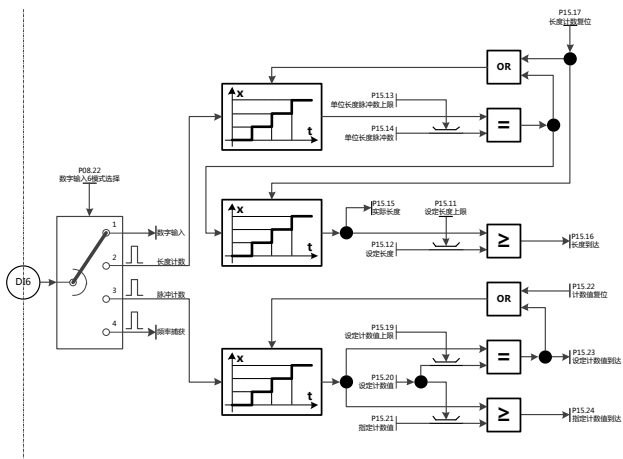 P15.17
长度计数复位
OR
x
t
P15.13
单位长度脉冲数上限
P15.14
单位长度脉冲数
=
P08.22
数字输入6模式选择
1
数字输入
2
长度计数
3
脉冲计数
4
频率捕获
DI6
x
t
P15.15
实际长度
P15.11
设定长度上限
P15.12
设定长度
≥
P15.16
长度到达
OR
P15.22
计数值复位
x
t
P15.19
设定计数值上限
P15.20
设定计数值
P15.21
指定计数值
=
P15.23
设定计数值到达
≥
P15.24
指定计数值到达